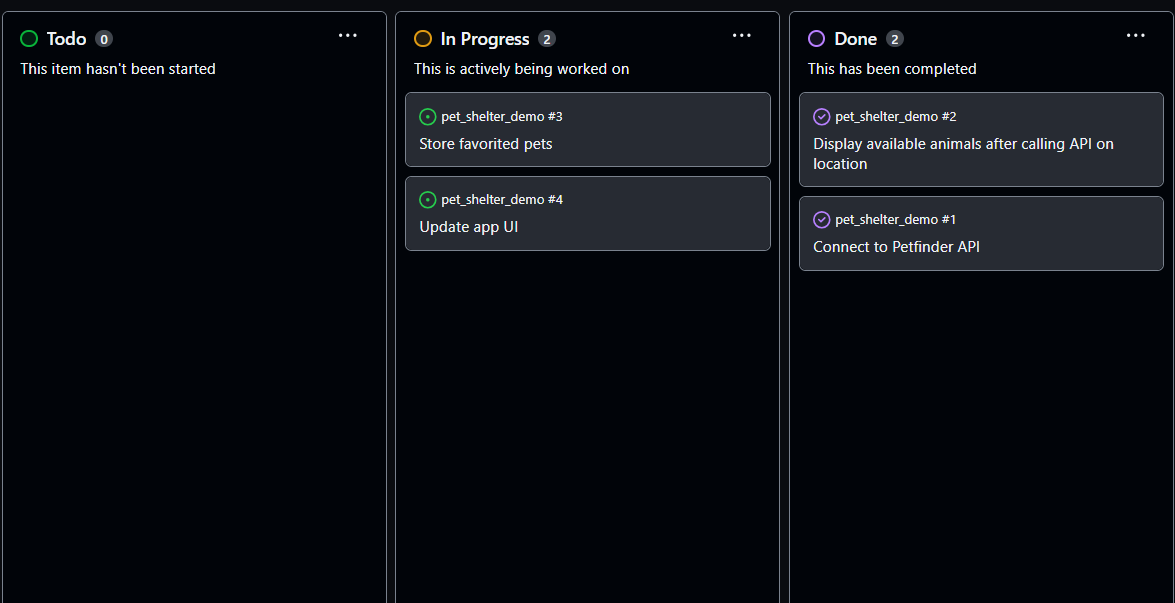 Todo 0
This item hasn't been started
In Progress 2
This is actively being worked on
pet_shelter_demo #3
Store favorited pets
pet_shelter_demo #4
Update app UI
Done 2
This has been completed
pet_shelter_demo #2
Display available animals after calling API on
location
pet_shelter_demo #1
Connect to Petfinder API